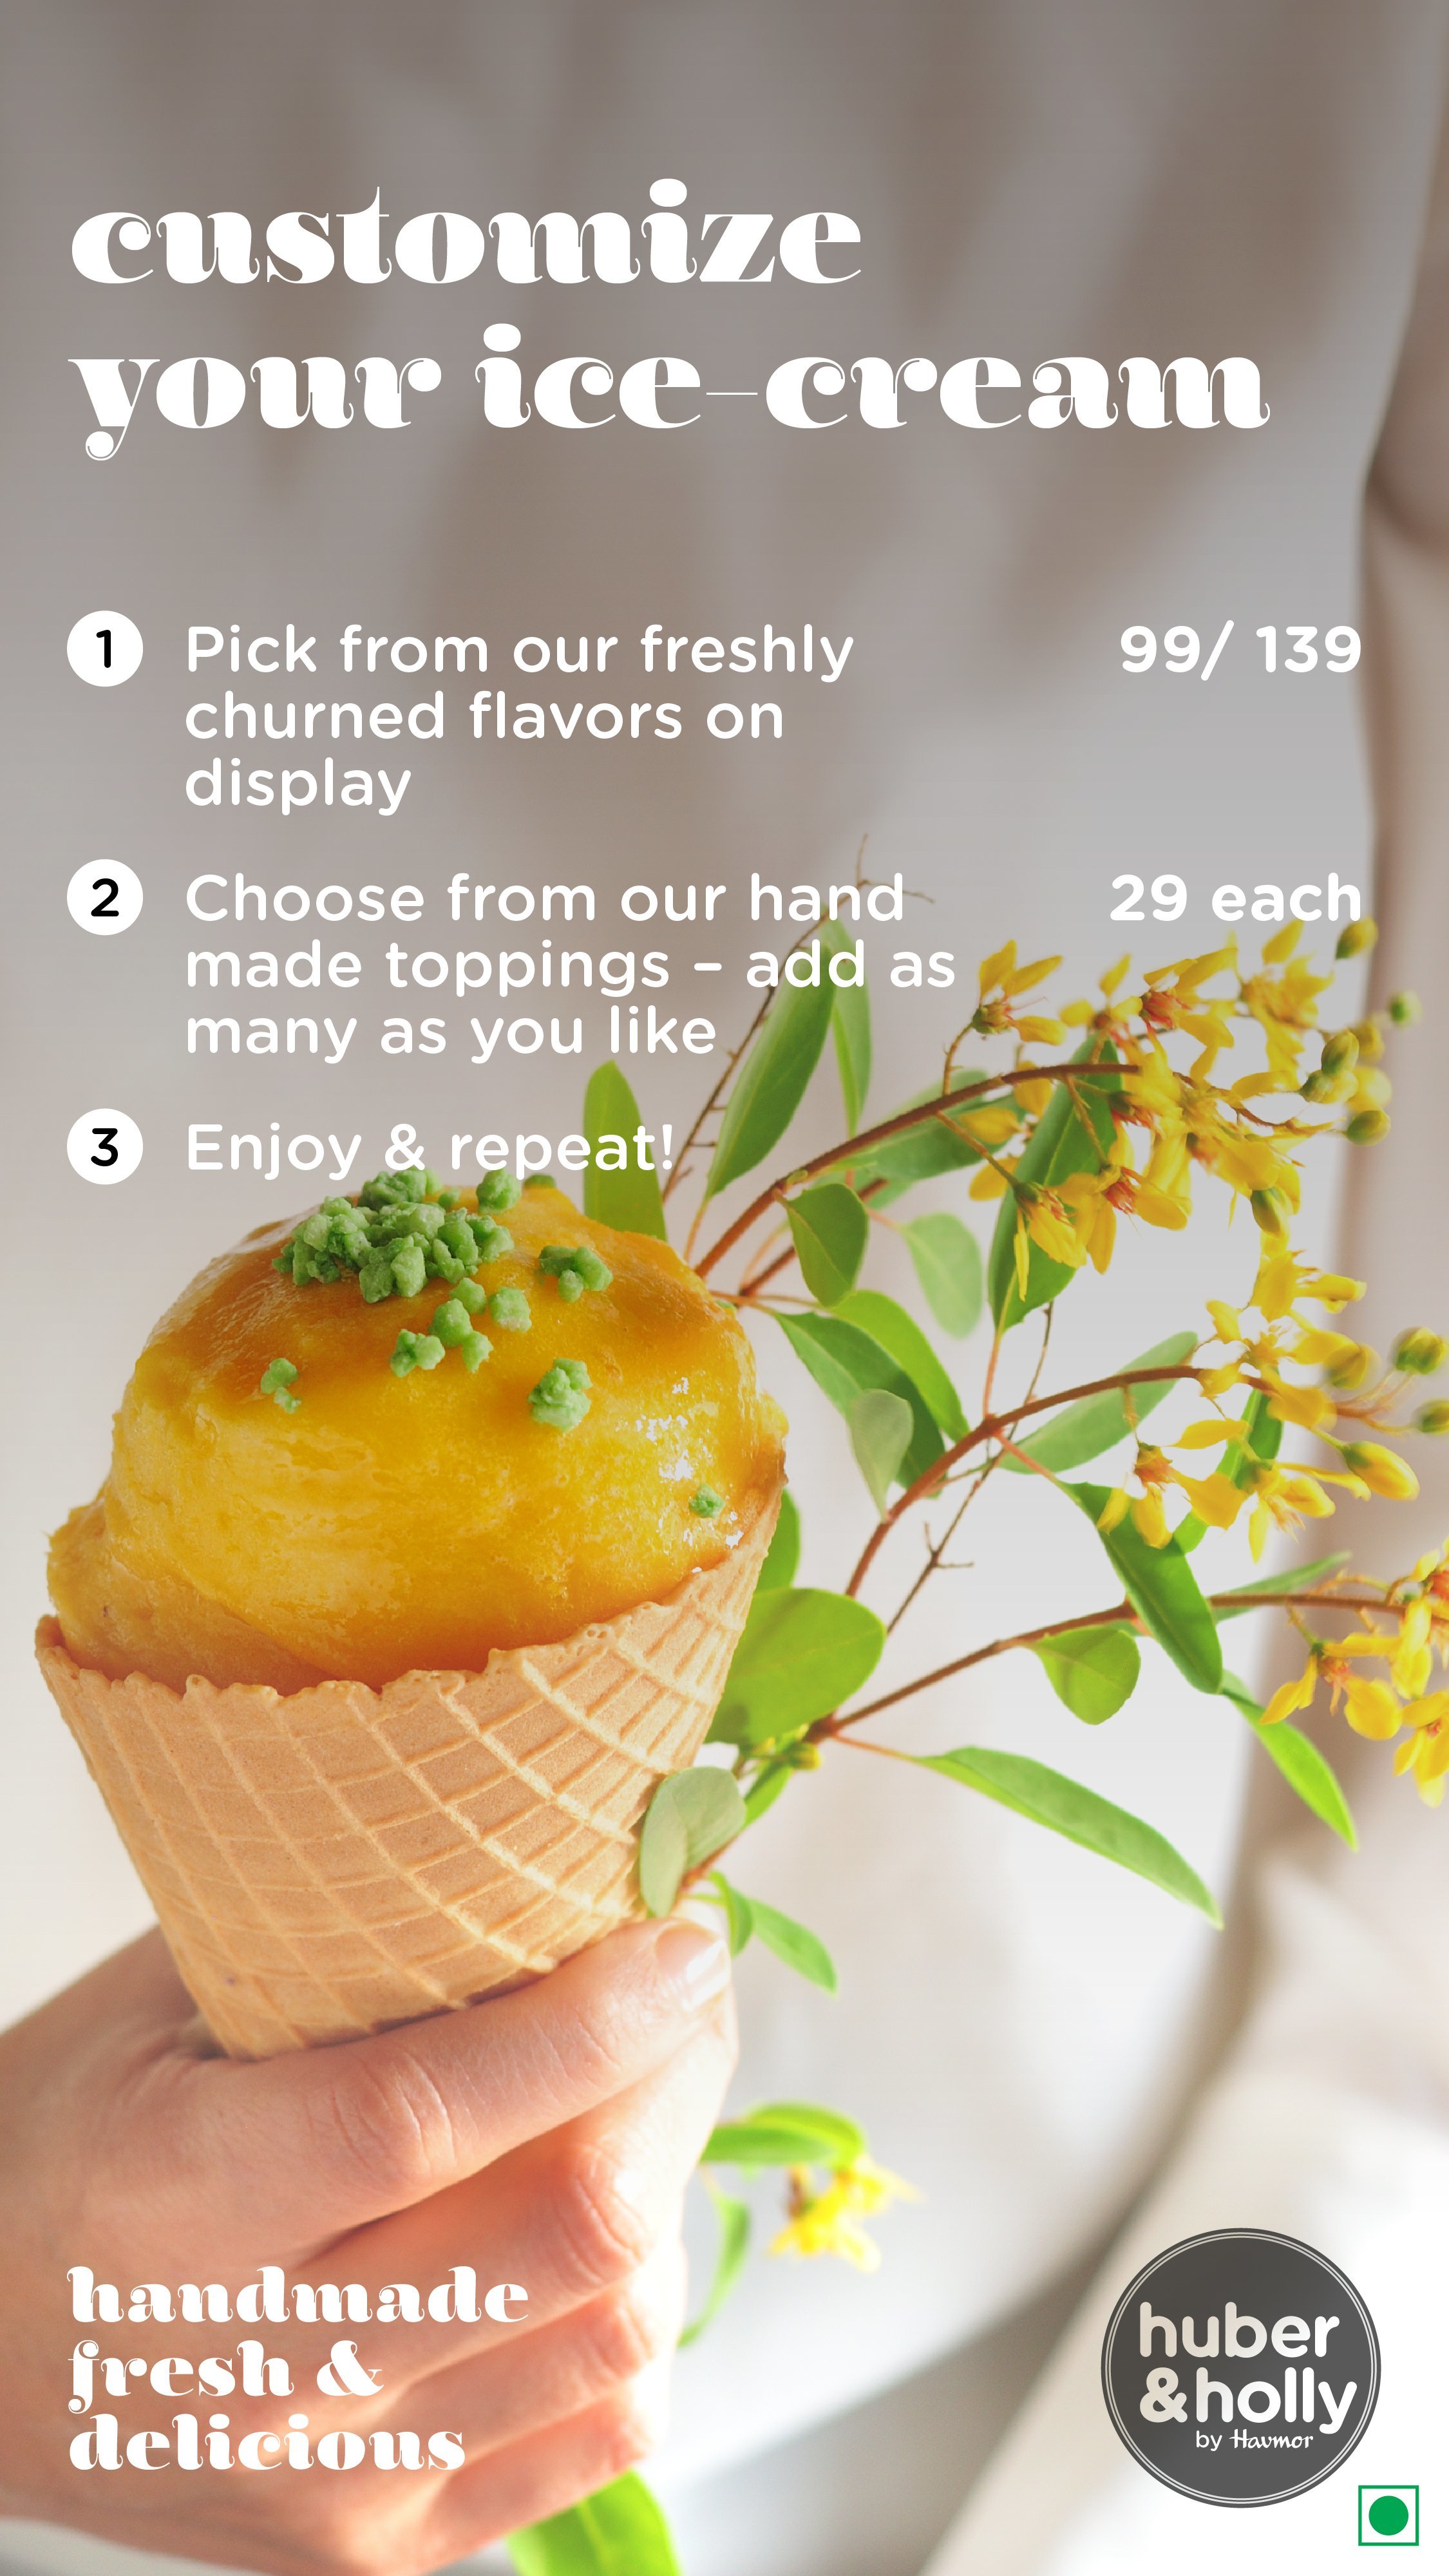 customize
your ice-cream
1 Pick from our freshly 99/ 139
churned flavors on
display
2 Choose from our hand 29 each
made toppings – add as
many as you like
3 Enjoy & repeat!
handmade
fresh &
delicious
huber
&holly
by Havmor